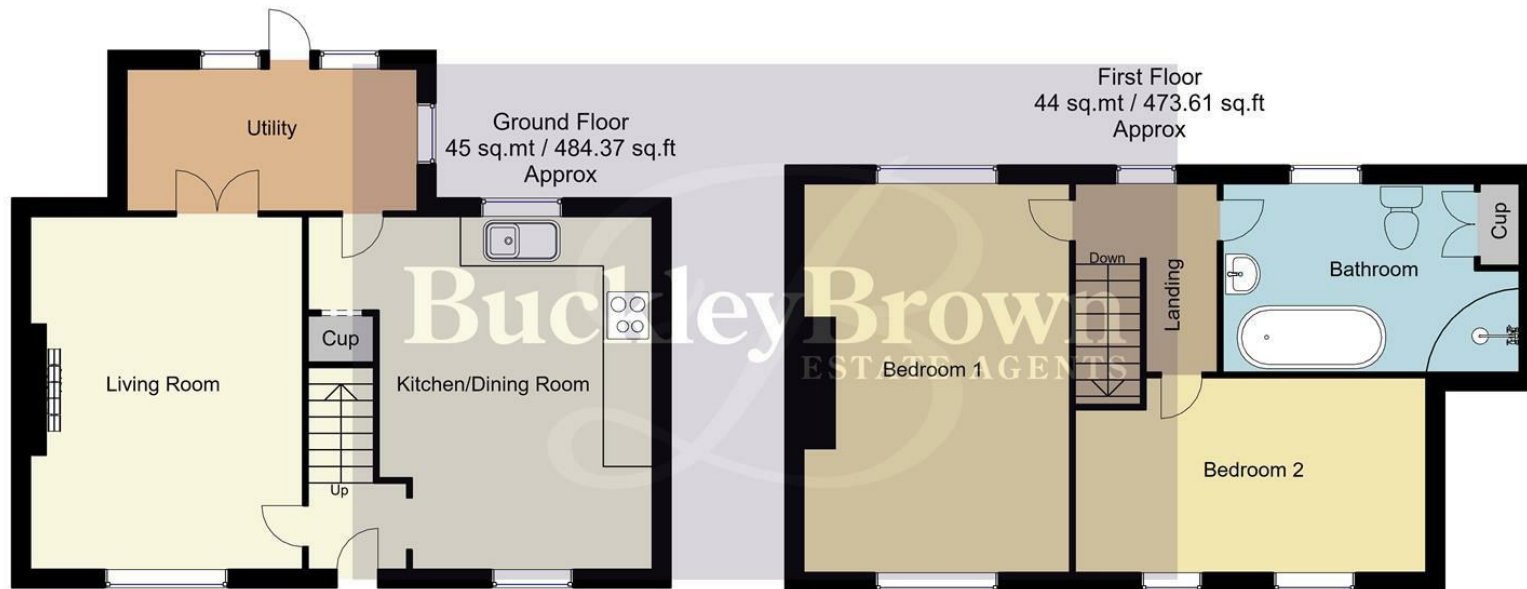 Utility
Ground Floor
45 sq.mt / 484.37 sq.ft
Approx
Cup
Living Room
Kitchen/Dining Room
Up
First Floor
44 sq.mt / 473.61 sq.ft
Approx
Down
Landing
Bathroom
Cup
Bedroom 1
Bedroom 2
BuckleyBrown
ESTATE AGENTS
B